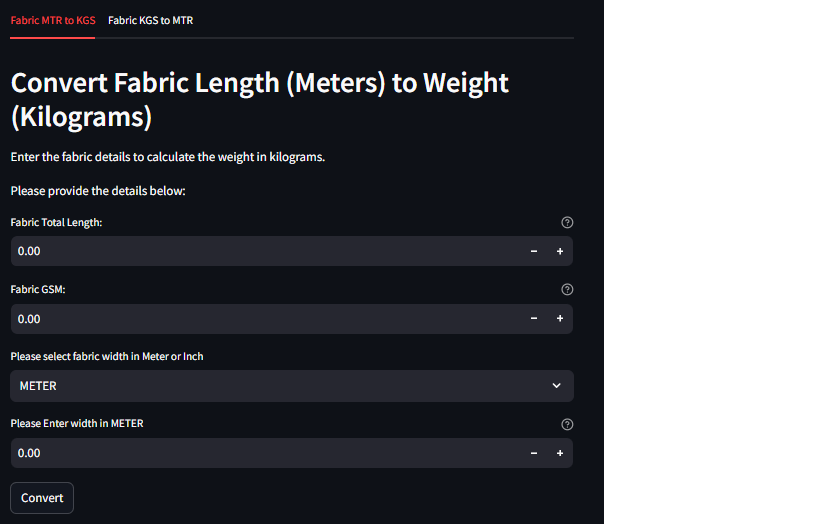 Fabric MTR to KGS Fabric KGS to MTR
Convert Fabric Length (Meters) to Weight
(Kilograms)
Enter the fabric details to calculate the weight in kilograms.
Please provide the details below:
Fabric Total Length:
0.00
Fabric GSM:
0.00
Please select fabric width in Meter or Inch
METER
Please Enter width in METER
0.00
Convert